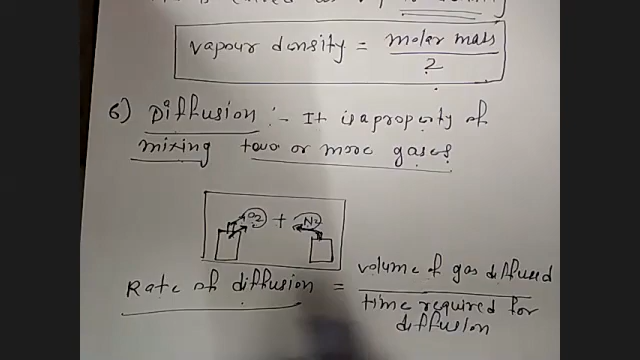 Vapour density = molar mass / 2
6) Diffusion :- It is a property of
mixing two or more gases
O2 + N2
Rate of diffusion = volume of gas diffused / time required for diffusion